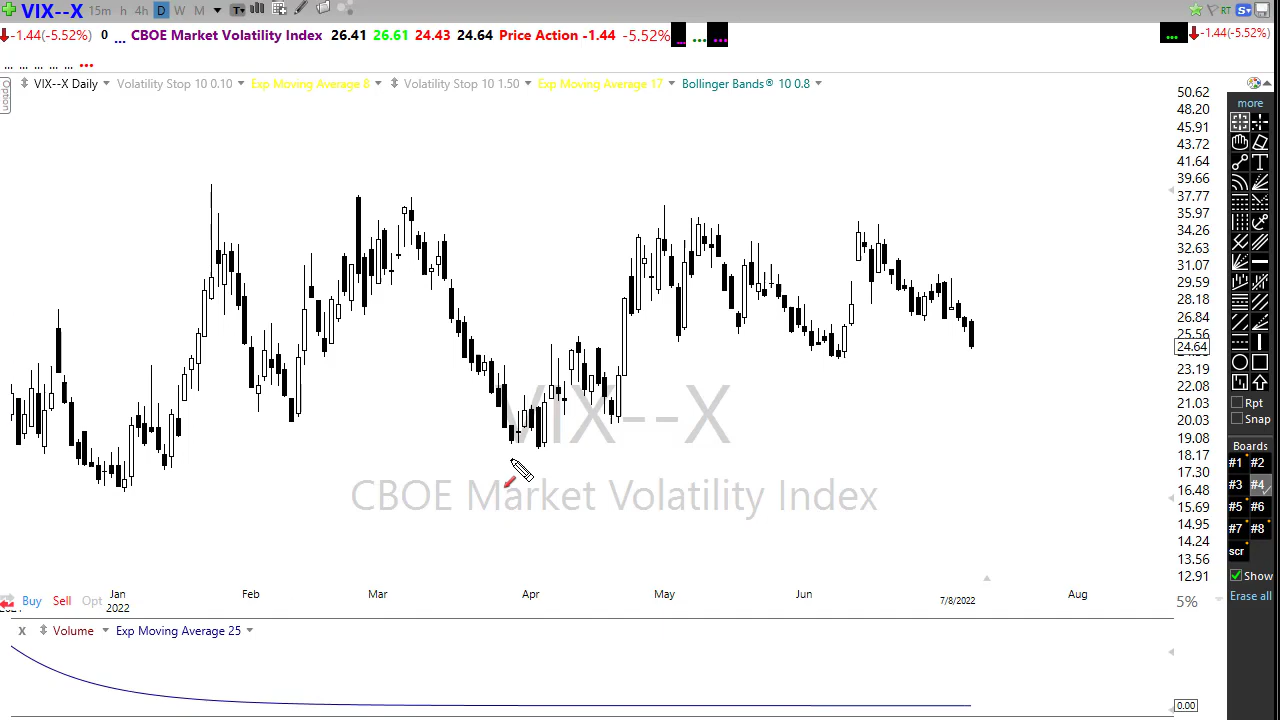 VIX--X 15m h 4h D W M T RT S
-1.44(-5.52%) 0 ... CBOE Market Volatility Index 26.41 26.61 24.43 24.64 Price Action -1.44 -5.52% ... ... ... ... -1.44(-5.52%)
... ... ... ... ... ...
Option
VIX--X Daily Volatility Stop 10 0.10 Exp Moving Average 8 Volatility Stop 10 1.50 Exp Moving Average 17 Bollinger Bands® 10 0.8
50.62
48.20
45.91
43.72
41.64
39.66
37.77
35.97
34.26
32.63
31.07
29.59
28.18
26.84
25.56
24.64
23.19
22.08
21.03
20.03
19.08
18.17
17.30
16.48
15.69
14.95
14.24
13.56
12.91
5%
VIX--X
CBOE Market Volatility Index
Jan Feb Mar Apr May Jun 7/8/2022 Aug
2022
Buy Sell Opt
X Volume Exp Moving Average 25
0.00
more
T
Rpt
Snap
Boards
#1 #2
#3 #4
#5 #6
#7 #8
scr
Show
Erase all